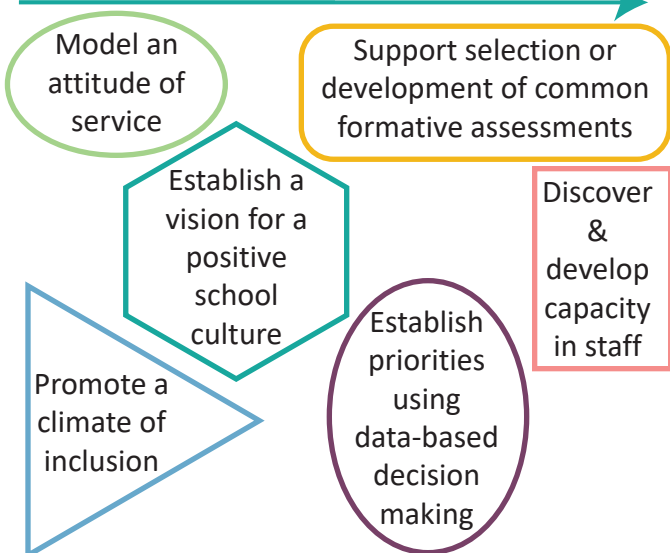 Model an
attitude of
service
Support selection or
development of common
formative assessments
Establish a
vision for a
positive
school
culture
Discover
&
develop
capacity
in staff
Promote a
climate of
inclusion
Establish
priorities
using
data-based
decision
making